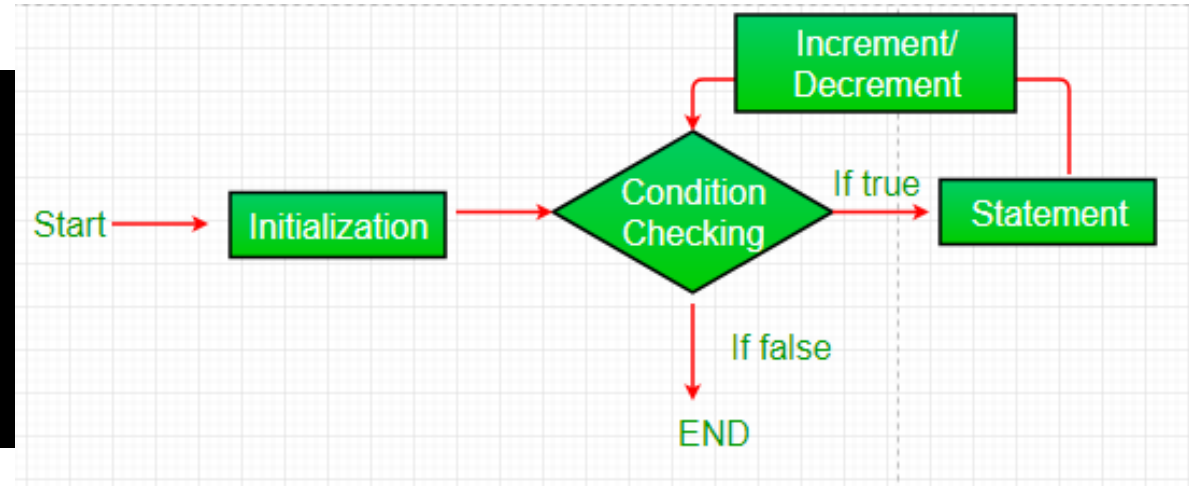 Increment/
Decrement
Start
Initialization
Condition
Checking
If true
Statement
If false
END